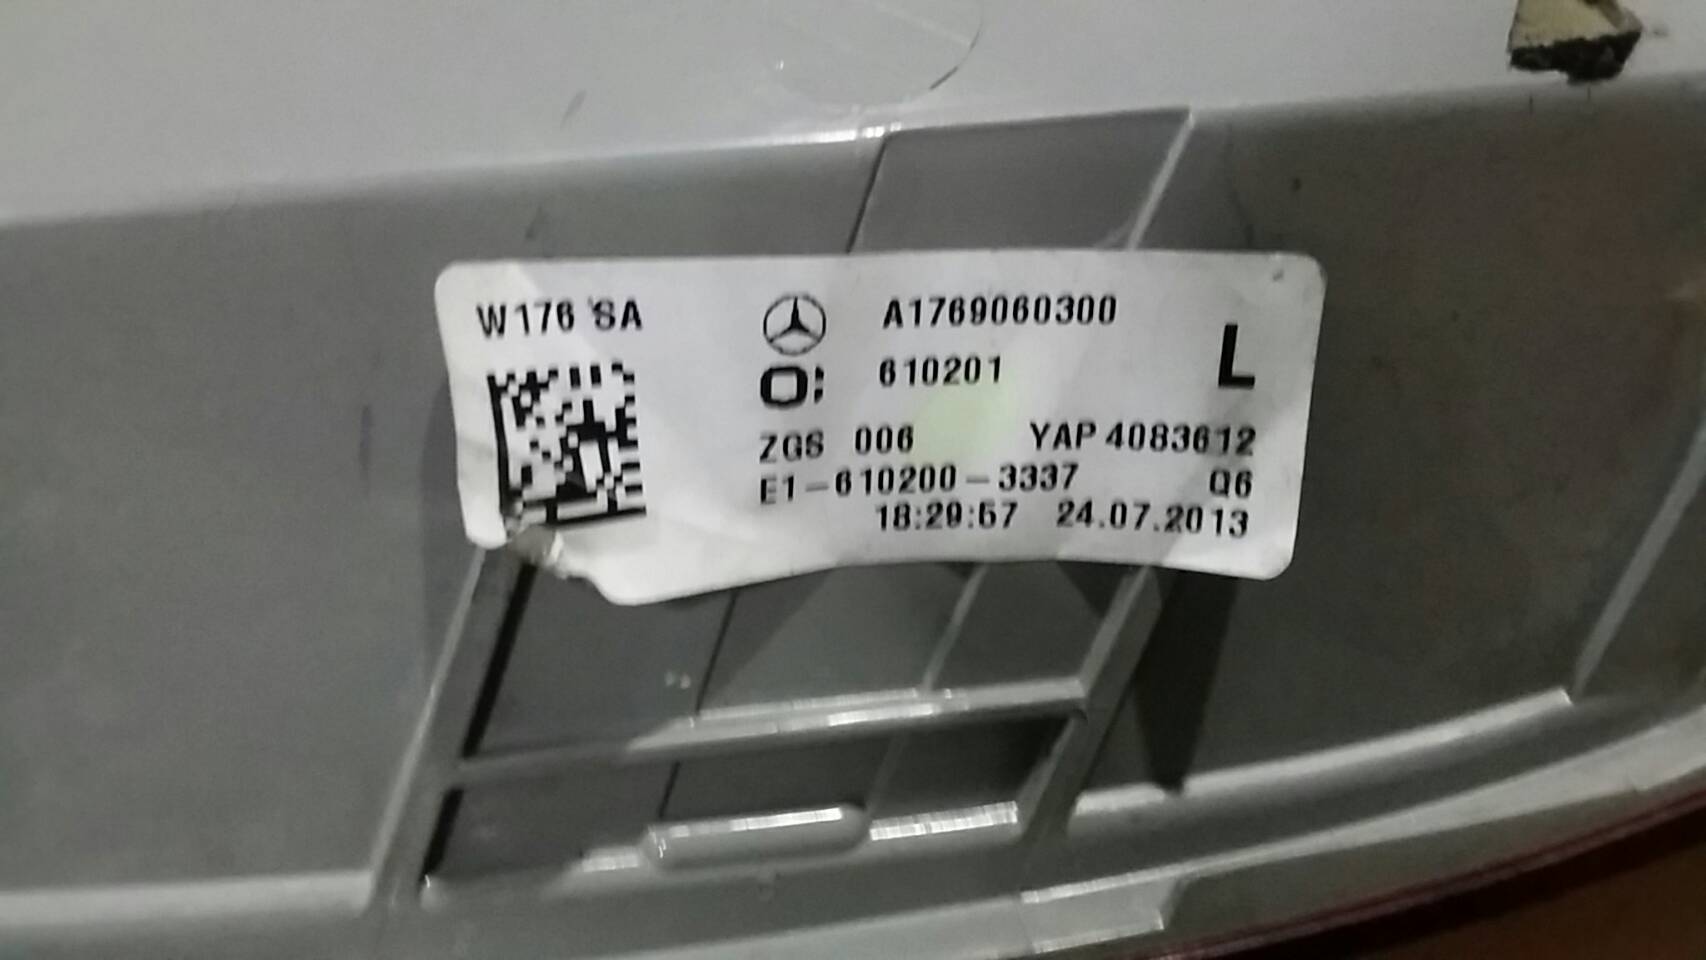 W176 SA
A1769060300
L
O: 610201
ZGS 006 YAP 4083612
E1-610200-3337 Q6
18:29:57 24.07.2013